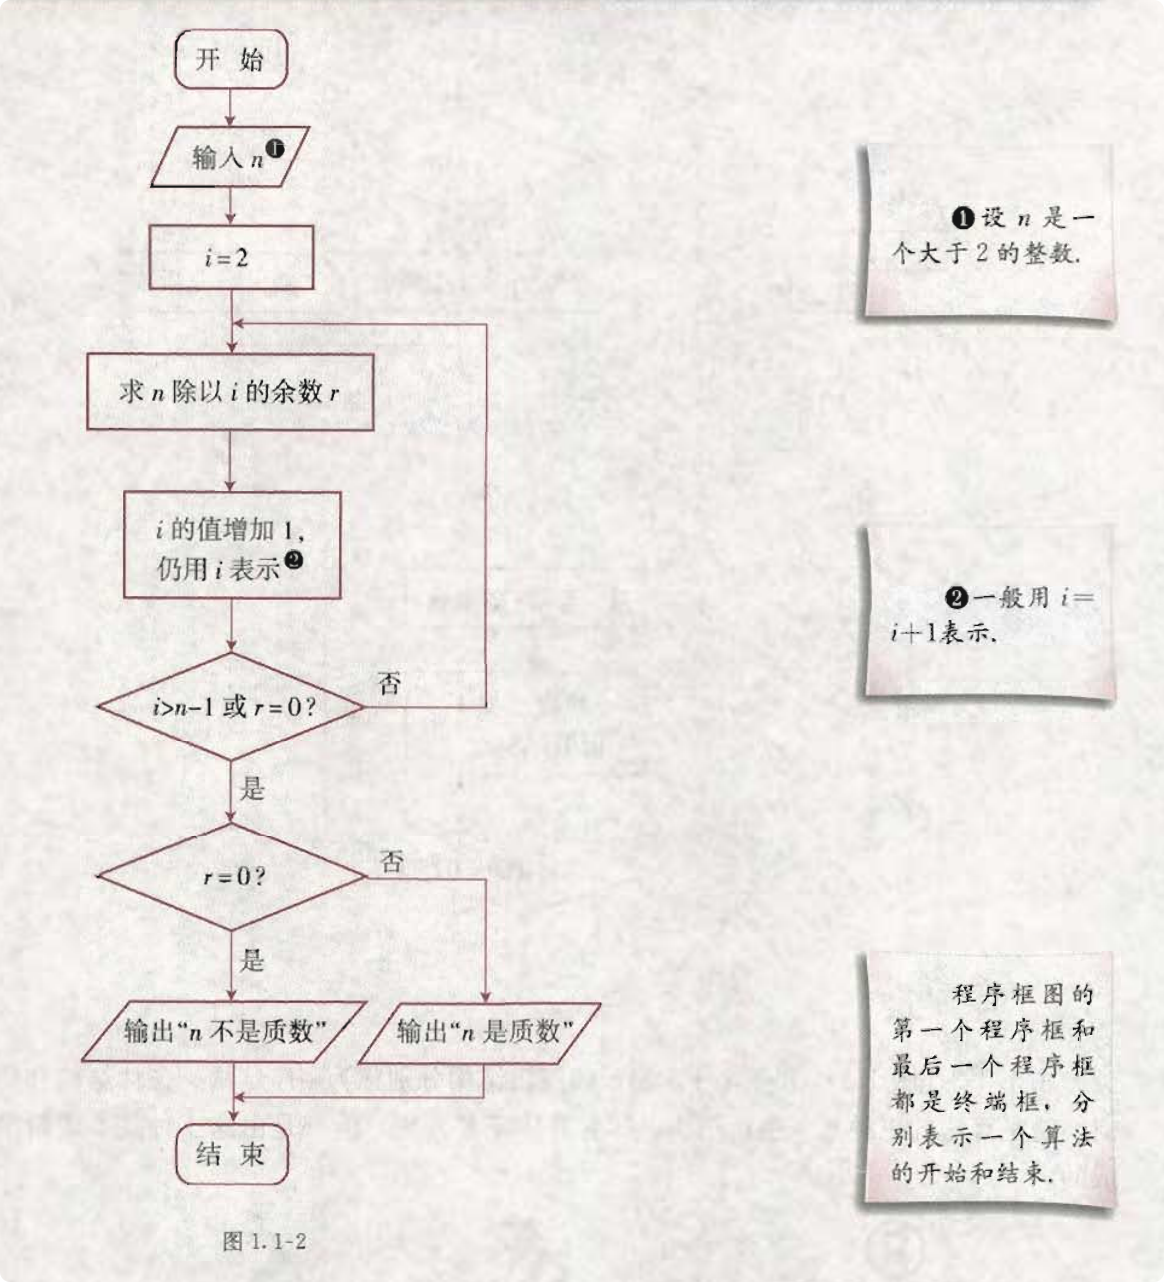 开 始
输入 n❶
i=2
求 n 除以 i 的余数 r
i 的值增加 1,
仍用 i 表示❷
i>n-1 或 r=0?
否
是
r=0?
否
是
输出“n 不是质数”
输出“n 是质数”
结 束
图 1.1-2
❶设 n 是一
个大于 2 的整数.
❷一般用 i=
i+1表示.
程序框图的
第一个程序框和
最后一个程序框
都是终端框,分
别表示一个算法
的开始和结束.